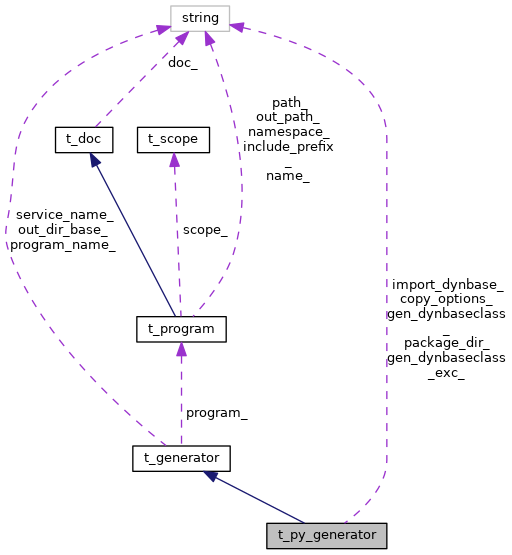 string
doc_
t_doc
t_scope
path_
out_path_
namespace_
include_prefix
_
name_
service_name_
out_dir_base_
program_name_
scope_
import_dynbase_
copy_options_
gen_dynbaseclass
_
package_dir_
gen_dynbaseclass
_exc_
t_program
program_
t_generator
t_py_generator